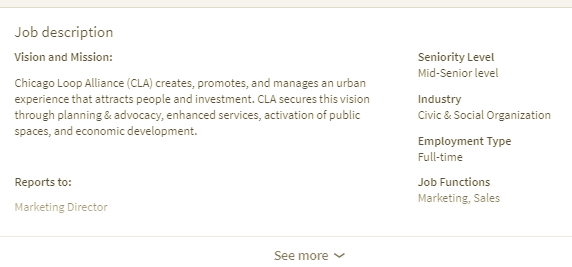 Job description
Vision and Mission:
Chicago Loop Alliance (CLA) creates, promotes, and manages an urban
experience that attracts people and investment. CLA secures this vision
through planning & advocacy, enhanced services, activation of public
spaces, and economic development.
Reports to:
Marketing Director
Seniority Level
Mid-Senior level
Industry
Civic & Social Organization
Employment Type
Full-time
Job Functions
Marketing, Sales
See more